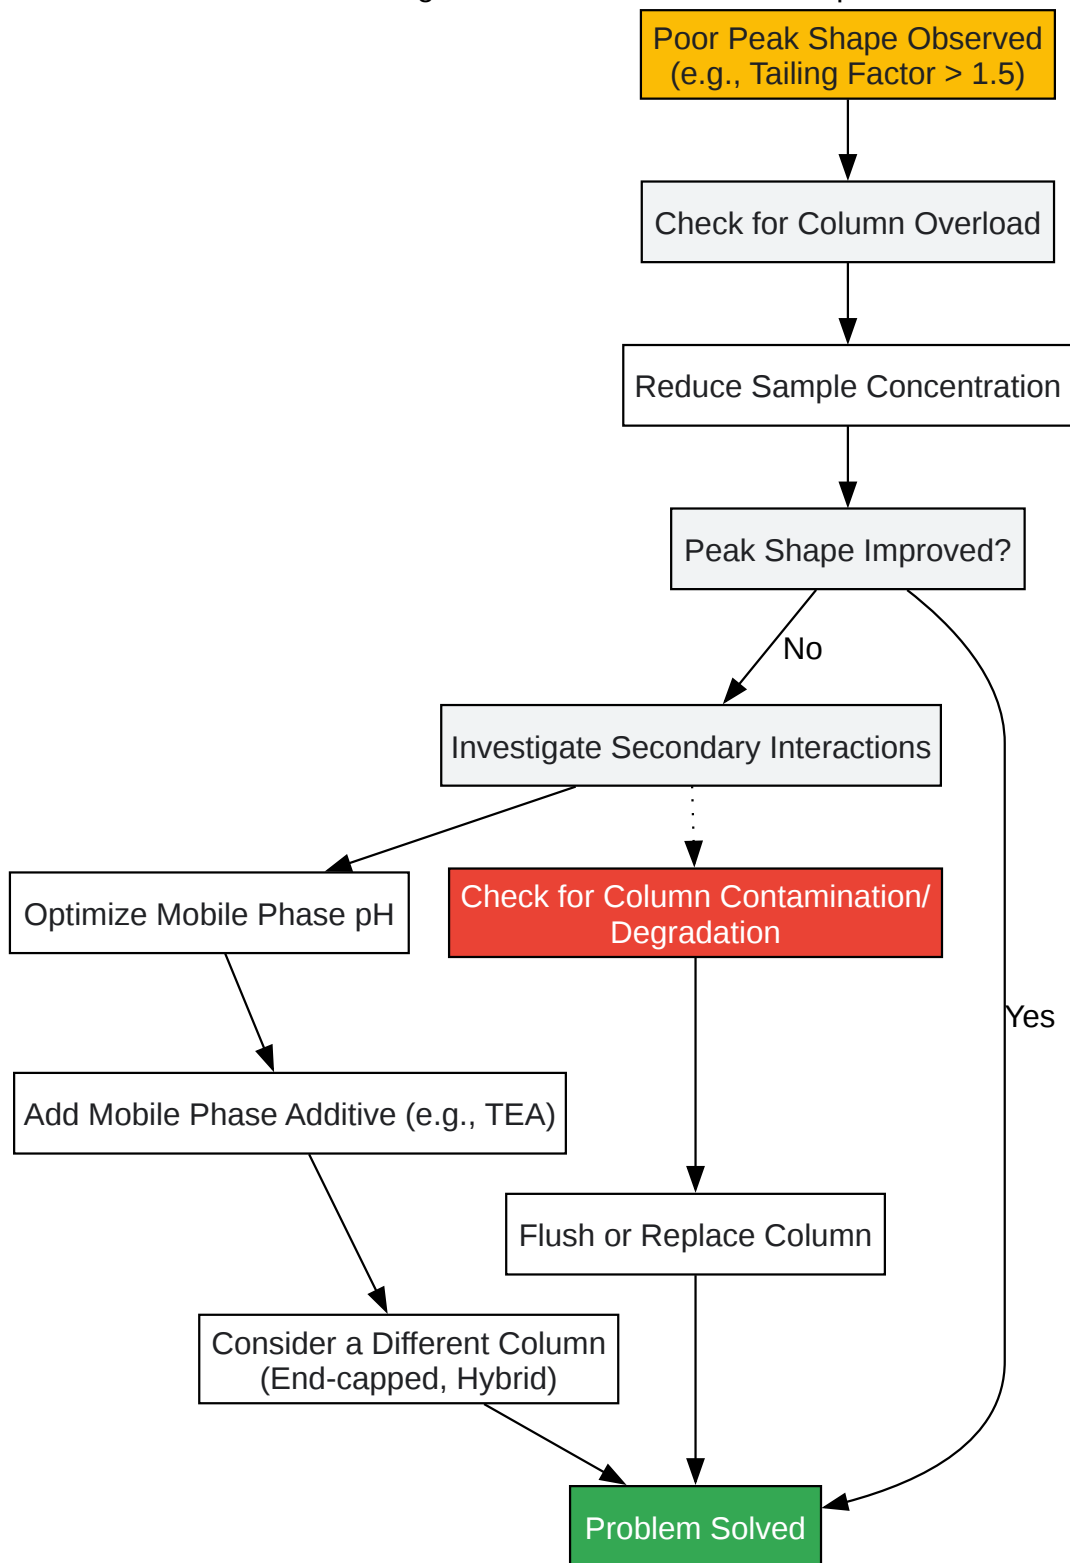 Poor Peak Shape Observed
(e.g., Tailing Factor > 1.5)
Check for Column Overload
Reduce Sample Concentration
Peak Shape Improved?
No
Investigate Secondary Interactions
Optimize Mobile Phase pH
Check for Column Contamination/
Degradation
Yes
Add Mobile Phase Additive (e.g., TEA)
Flush or Replace Column
Consider a Different Column
(End-capped, Hybrid)
Problem Solved